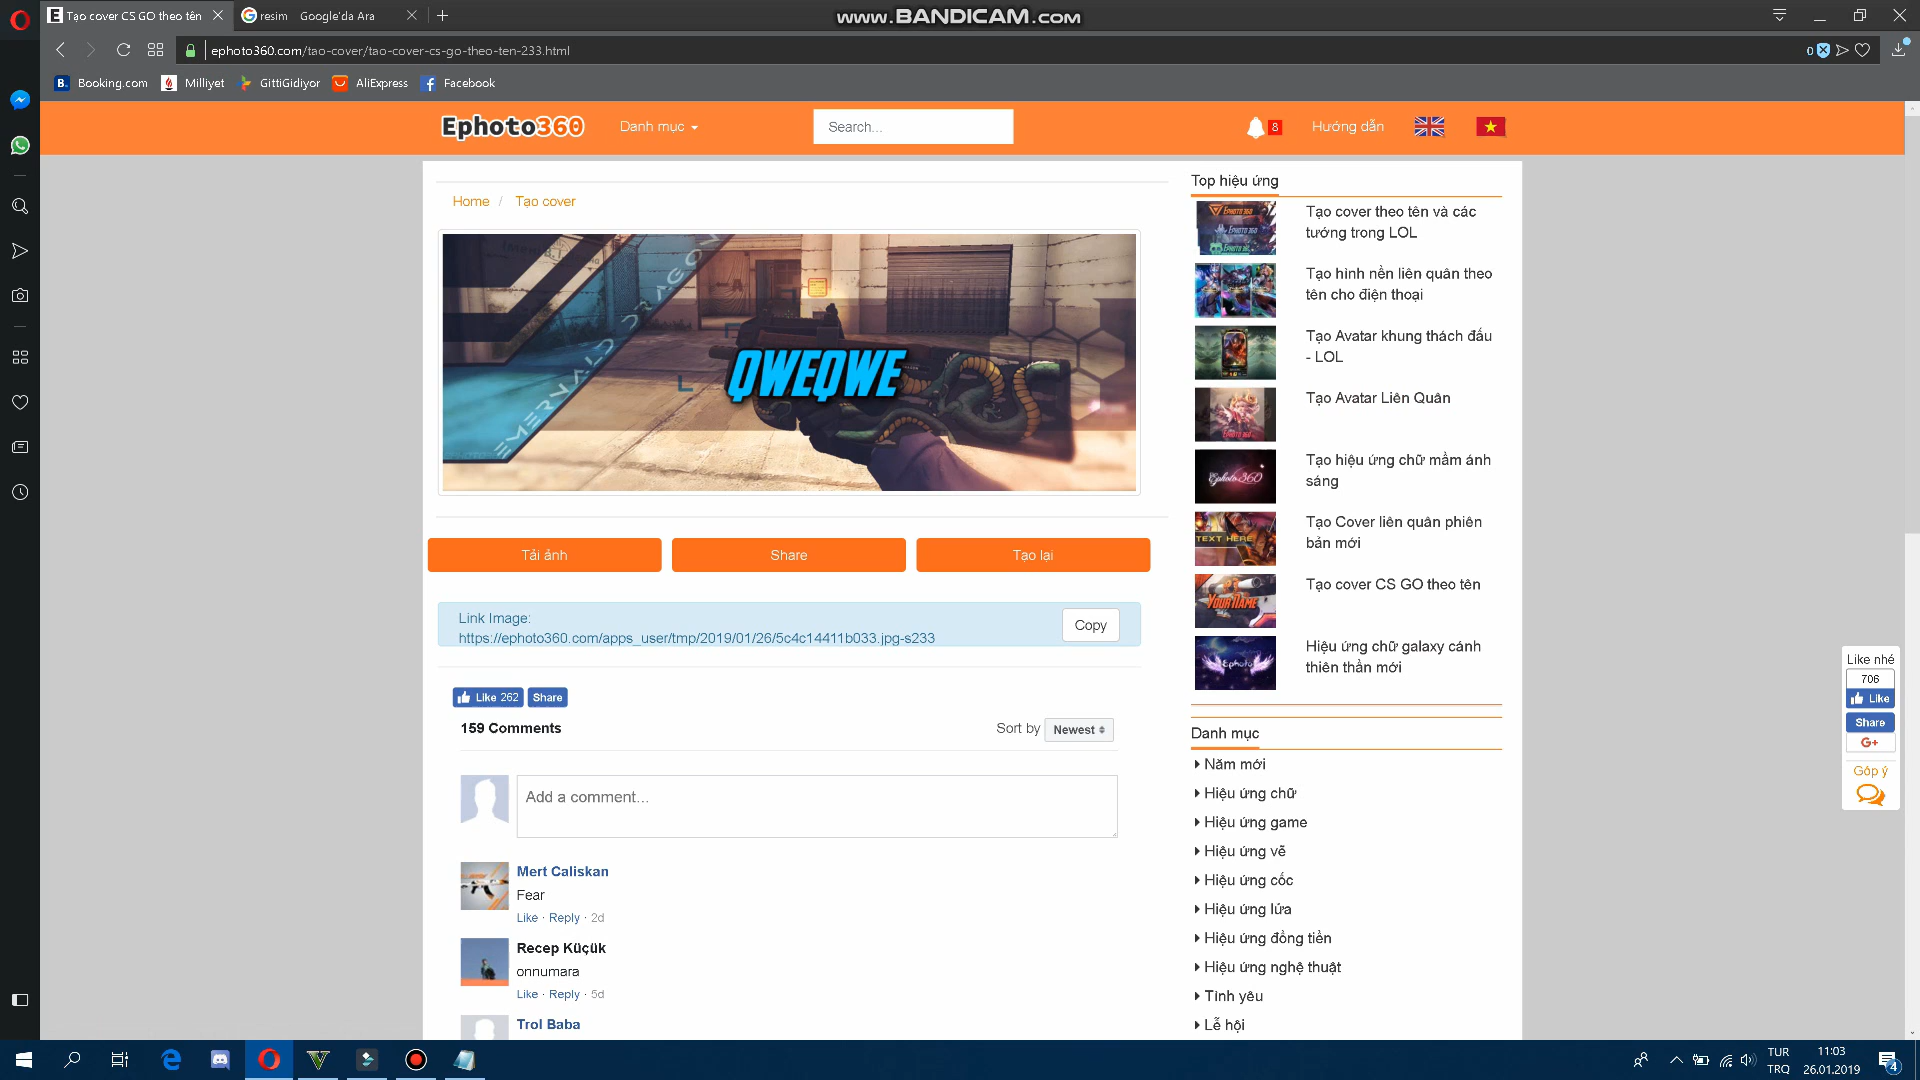 Tạo cover CS GO theo tên
resim
Google'da Ara
www.BANDICAM.com
ephoto360.com/tao-cover/tao-cover-cs-go-theo-ten-233.html
0
Booking.com
Milliyet
GittiGidiyor
AliExpress
Facebook
Ephoto360
Danh mục
Search...
8
Hướng dẫn
Home / Tạo cover
EMERNALD DRAGON
QWEQWE
Tải ảnh
Share
Tạo lại
Link Image:
https://ephoto360.com/apps_user/tmp/2019/01/26/5c4c14411b033.jpg-s233
Copy
Like 262
Share
159 Comments
Sort by Newest
Add a comment...
Mert Caliskan
Fear
Like · Reply · 2d
Recep Küçük
onnumara
Like · Reply · 5d
Trol Baba
Top hiệu ứng
Tạo cover theo tên và các
tướng trong LOL
Tạo hình nền liên quân theo
tên cho điện thoại
Tạo Avatar khung thách đấu
- LOL
Tạo Avatar Liên Quân
Tạo hiệu ứng chữ mầm ánh
sáng
Ephoto360
TEXT HERE
Tạo Cover liên quân phiên
bản mới
YourName
Tạo cover CS GO theo tên
Hiệu ứng chữ galaxy cánh
thiên thần mới
Danh mục
Năm mới
Hiệu ứng chữ
Hiệu ứng game
Hiệu ứng vẽ
Hiệu ứng cốc
Hiệu ứng lửa
Hiệu ứng đồng tiền
Hiệu ứng nghệ thuật
Tình yêu
Lễ hội
Like nhé
706
Like
Share
G+
Góp ý
TUR
TRQ
11:03
26.01.2019
4